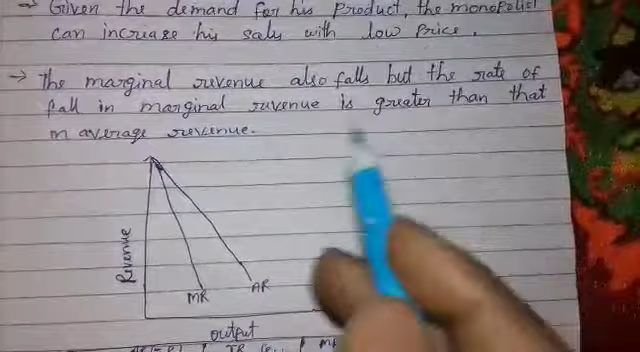 → Given the demand for his product, the monopolist
can increase his sals with low price.
→ The marginal revenue also falls but the rate of
fall in marginal revenue is greater than that
in average revenue.
Revenue
MR
AR
output
TR